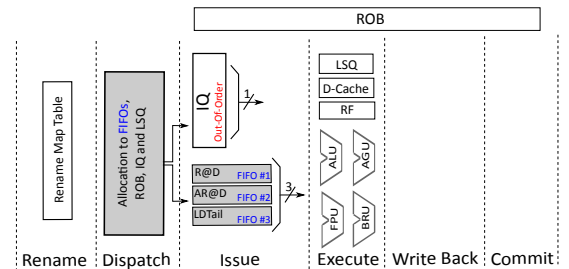 ROB
Rename Map Table
Allocation to FIFOs,
ROB, IQ and LSQ
IQ
Out-Of-Order
1
R@D FIFO #1
AR@D FIFO #2
LDTail FIFO #3
3
LSQ
D-Cache
RF
ALU
AGU
FPU
BRU
Rename Dispatch Issue Execute Write Back Commit